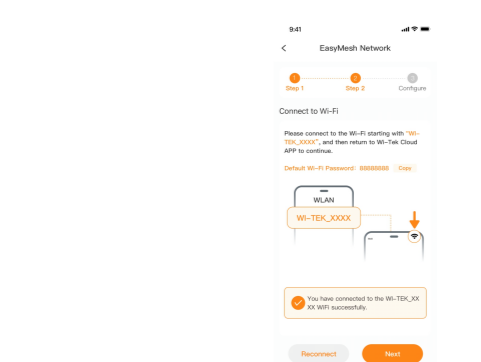 9:41
EasyMesh Network
1
2
3
Step 1
Step 2
Configure
Connect to Wi-Fi
Please connect to the Wi-Fi starting with "WI-
TEK_XXXX", and then return to Wi-Tek Cloud
APP to continue.
Default Wi-Fi Password: 88888888
Copy
WLAN
WI-TEK_XXXX
You have connected to the WI-TEK_XX
XX WiFi successfully.
Reconnect
Next